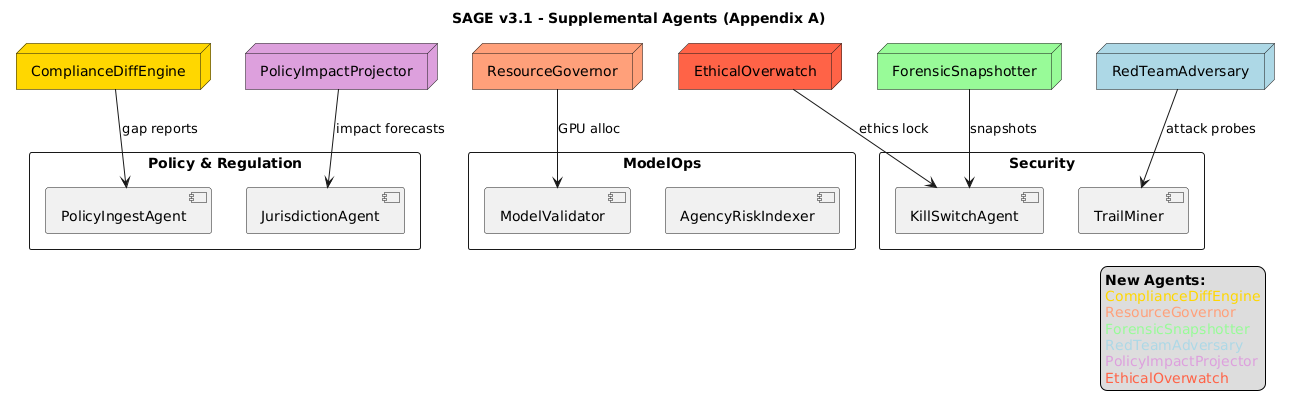 SAGE v3.1 - Supplemental Agents (Appendix A)
ComplianceDiffEngine
PolicyImpactProjector
ResourceGovernor
EthicalOverwatch
ForensicSnapshotter
RedTeamAdversary
gap reports
impact forecasts
GPU alloc
ethics lock
snapshots
attack probes
Policy & Regulation
ModelOps
Security
PolicyIngestAgent
JurisdictionAgent
ModelValidator
AgencyRiskIndexer
KillSwitchAgent
TrailMiner
New Agents:
ComplianceDiffEngine
ResourceGovernor
ForensicSnapshotter
RedTeamAdversary
PolicyImpactProjector
EthicalOverwatch